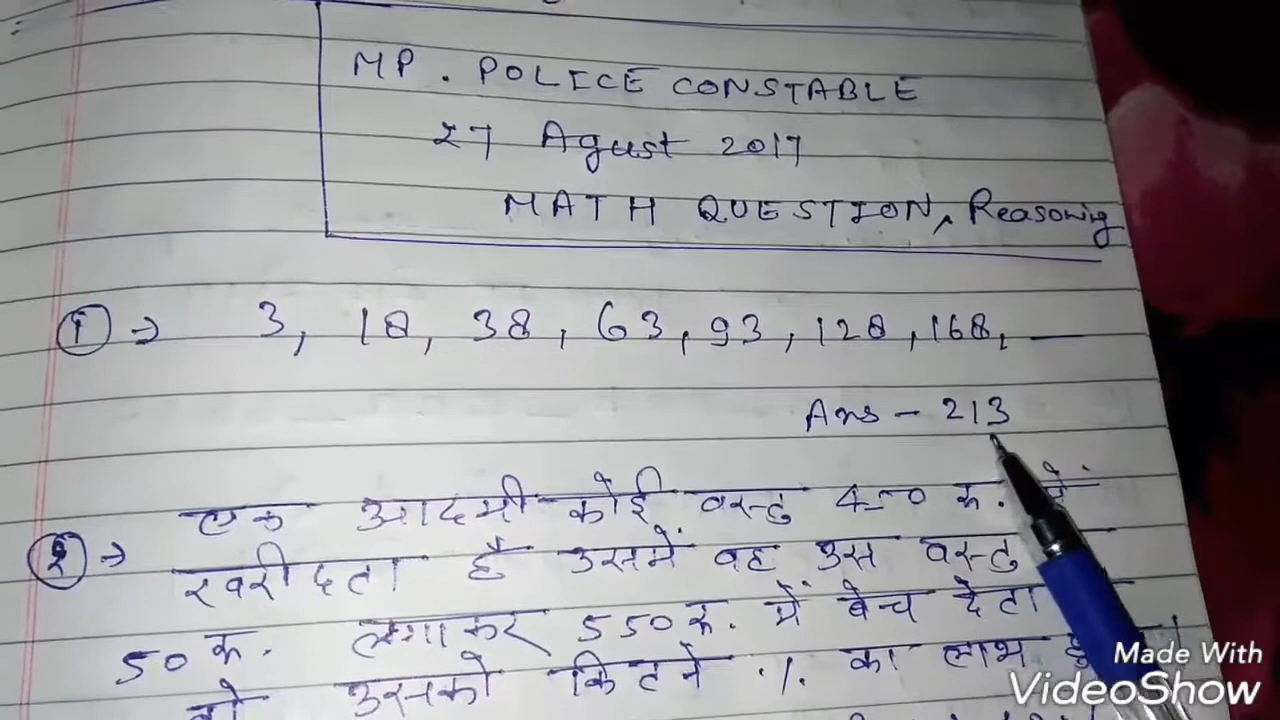 MP. POLICE CONSTABLE
27 Agust 2017
MATH QUESTION, Reasoning
① ⇒ 3, 18, 38, 63, 93, 128, 168, —
Ans - 213
एक आदमी कोई वस्तु 450 रु. में
② ⇒ खरीदता है उसमें वह उस वस्तु
50 रु. लगाकर 550 रु. में बेच देता
तो उसको कितने % का लाभ
Made With
VideoShow